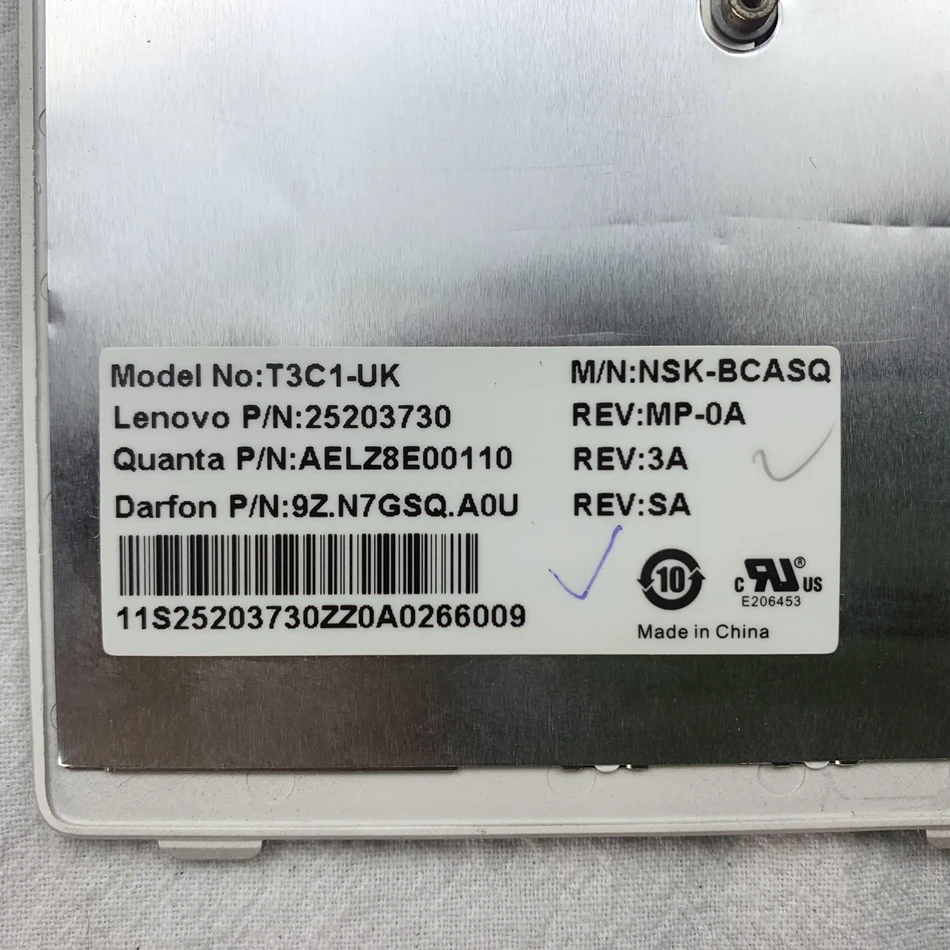 Model No:T3C1-UK M/N:NSK-BCASQ
Lenovo P/N:25203730 REV:MP-0A
Quanta P/N:AELZ8E00110 REV:3A
Darfon P/N:9Z.N7GSQ.A0U REV:SA
11S25203730ZZ0A0266009
10
c RU US ®
E206453
Made in China